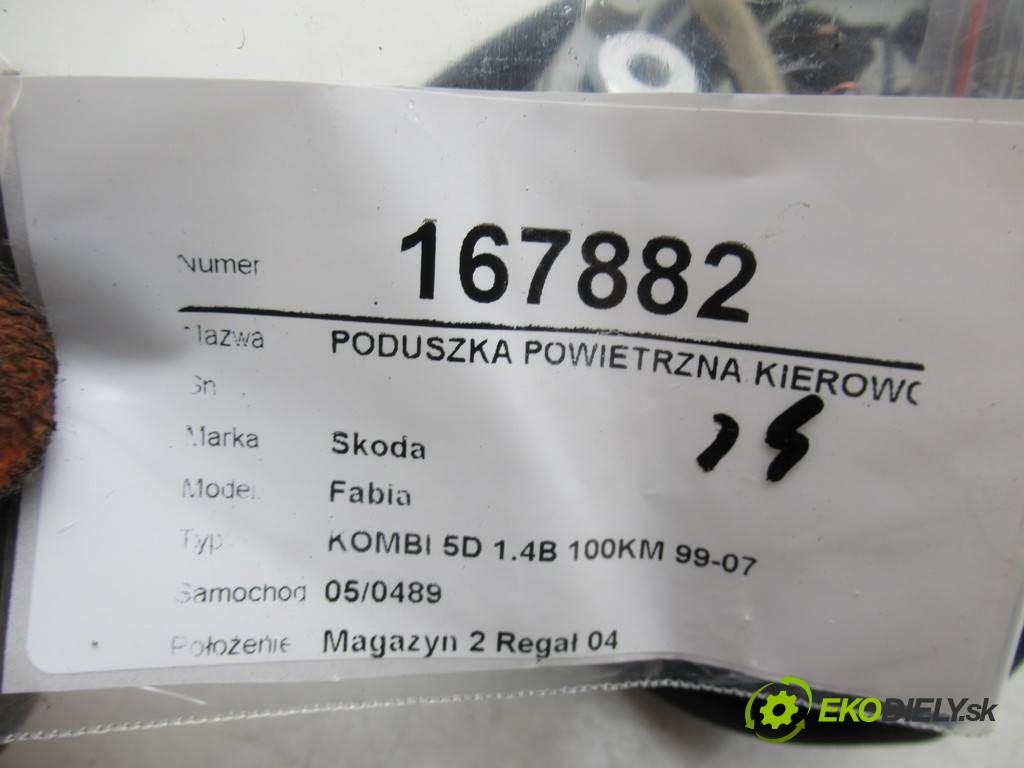 Numer 167882
Nazwa PODUSZKA POWIETRZNA KIEROWC
Sn
Marka Skoda
Model Fabia
Typ KOMBI 5D 1.4B 100KM 99-07
Samochod 05/0489
Położenie Magazyn 2 Regał 04
EKODIELY.sk